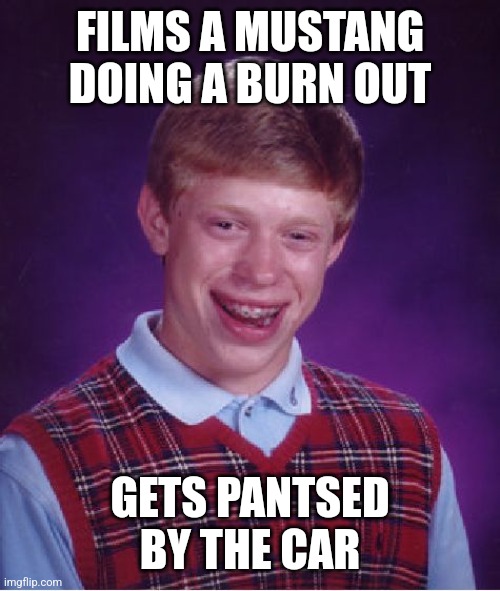 FILMS A MUSTANG
DOING A BURN OUT
GETS PANTSED
BY THE CAR
imgflip.com